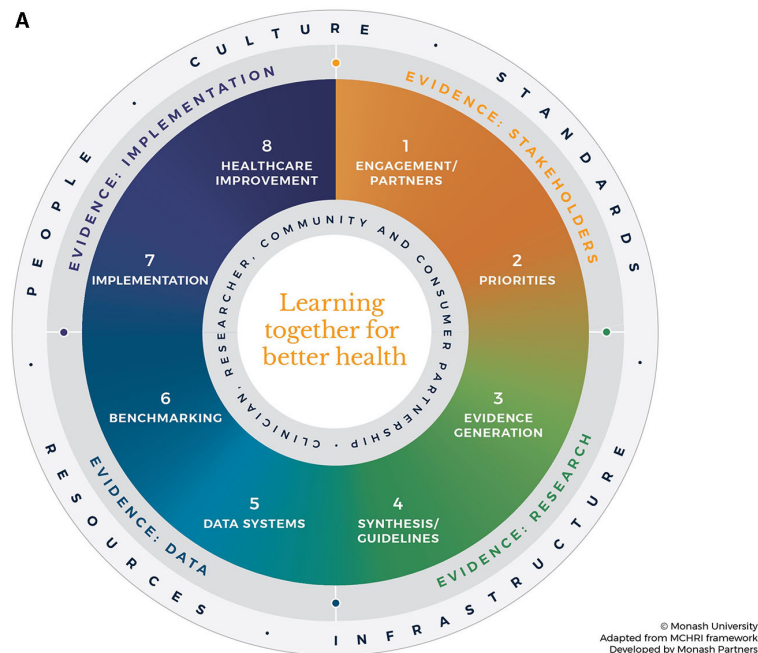 A
CULTURE · STANDARDS · INFRASTRUCTURE · RESOURCES · PEOPLE ·
EVIDENCE: STAKEHOLDERS
EVIDENCE: RESEARCH
EVIDENCE: DATA
EVIDENCE: IMPLEMENTATION
1
ENGAGEMENT/
PARTNERS
2
PRIORITIES
3
EVIDENCE
GENERATION
4
SYNTHESIS/
GUIDELINES
5
DATA SYSTEMS
6
BENCHMARKING
7
IMPLEMENTATION
8
HEALTHCARE
IMPROVEMENT
CLINICIAN, RESEARCHER, COMMUNITY AND CONSUMER PARTNERSHIP ·
Learning
together for
better health
© Monash University
Adapted from MCHRI framework
Developed by Monash Partners